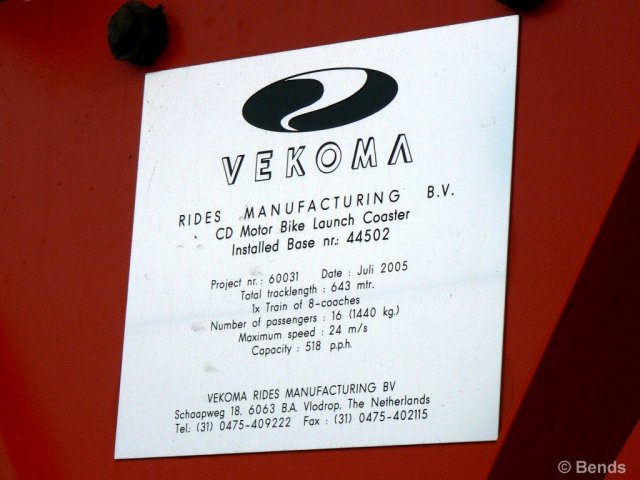 VEKOMA
RIDES MANUFACTURING B.V.
CD Motor Bike Launch Coaster
Installed Base nr.: 44502
Project nr.: 60031 Date : Juli 2005
Total tracklength : 643 mtr.
1x Train of 8-coaches
Number of passengers : 16 (1440 kg.)
Maximum speed : 24 m/s
Capacity : 518 p.p.h.
VEKOMA RIDES MANUFACTURING BV
Schaapweg 18, 6063 B.A. Vlodrop, The Netherlands
Tel: (31) 0475-409222 Fax : (31) 0475-402115
© Bends